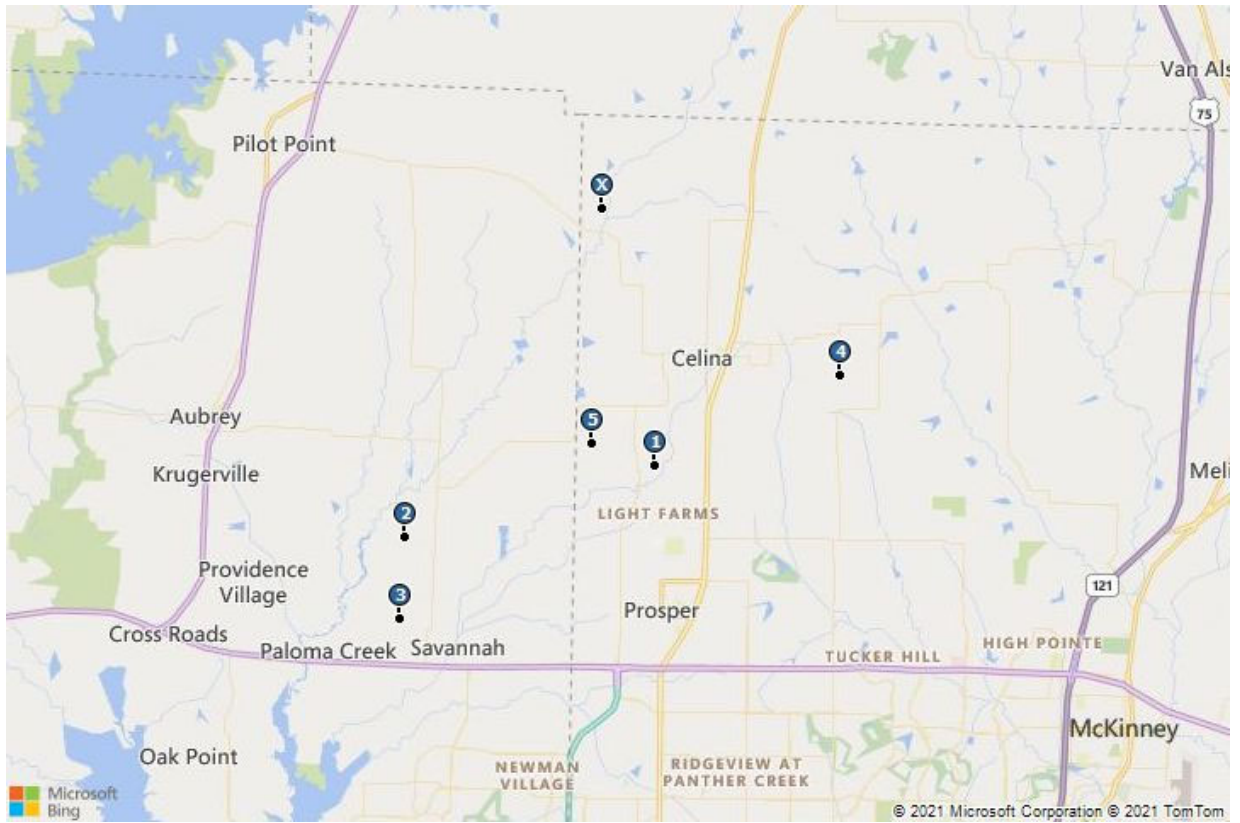 Van Als
75
Pilot Point
X
Celina
4
Aubrey
5
1
Krugerville
Meli
2
LIGHT FARMS
Providence
Village
121
3
Prosper
Cross Roads
Paloma Creek
Savannah
HIGH POINTE
TUCKER HILL
McKinney
Oak Point
NEWMAN
VILLAGE
RIDGEVIEW AT
PANTHER CREEK
Microsoft
Bing
© 2021 Microsoft Corporation © 2021 TomTom